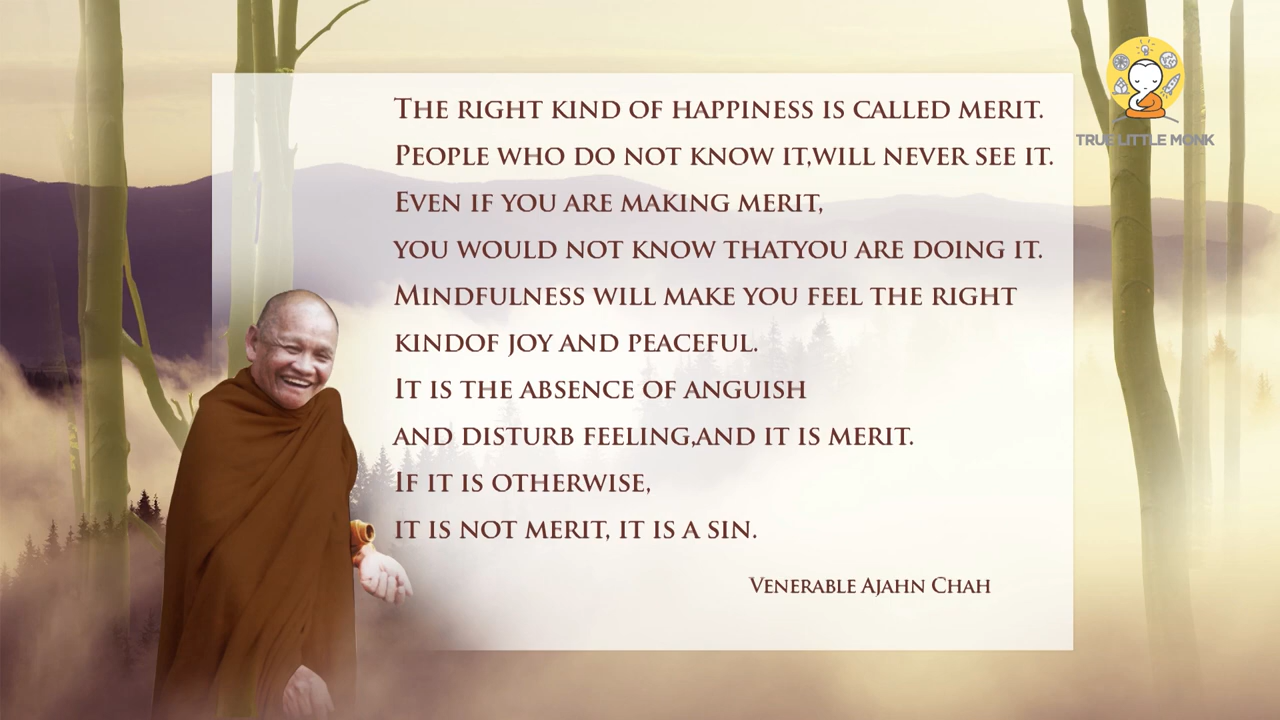 The right kind of happiness is called merit.
People who do not know it,will never see it.
Even if you are making merit,
you would not know thatyou are doing it.
Mindfulness will make you feel the right
kindof joy and peaceful.
It is the absence of anguish
and disturb feeling,and it is merit.
If it is otherwise,
it is not merit, it is a sin.
Venerable Ajahn Chah
TRUE LITTLE MONK